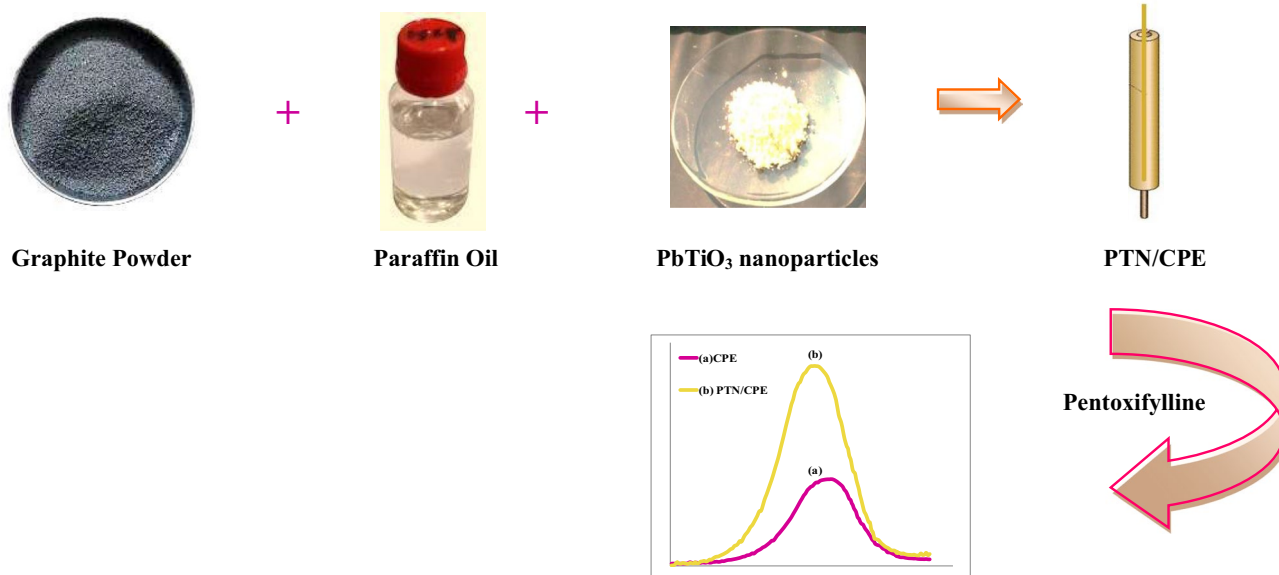 +
+
Graphite Powder
Paraffin Oil
PbTiO₃ nanoparticles
PTN/CPE
Pentoxifylline
(a)CPE
(b) PTN/CPE
(b)
(a)